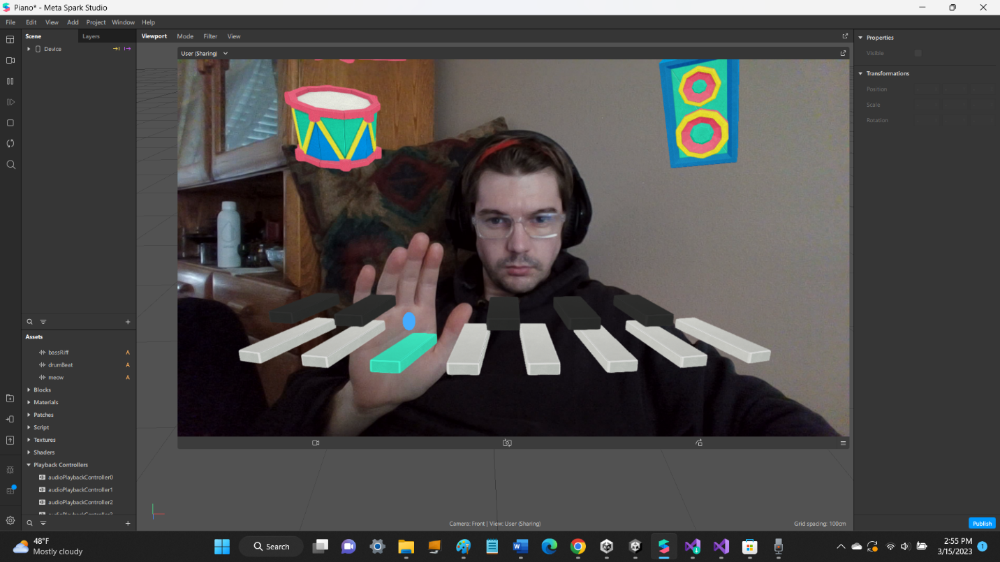 Piano* - Meta Spark Studio
File Edit View Add Project Window Help
Scene Layers
Device
Viewport Mode Filter View
User (Sharing)
Properties
Visible
Transformations
Position
Scale
Rotation
Assets
bassRiff A
drumBeat A
meow A
Blocks
Materials
Patches
Script
Textures
Shaders
Playback Controllers
audioPlaybackController0
audioPlaybackController1
audioPlaybackController2
Camera: Front | View: User (Sharing)
Grid spacing: 100cm
Publish
48°F
Mostly cloudy
Search
2:55 PM
3/15/2023
1